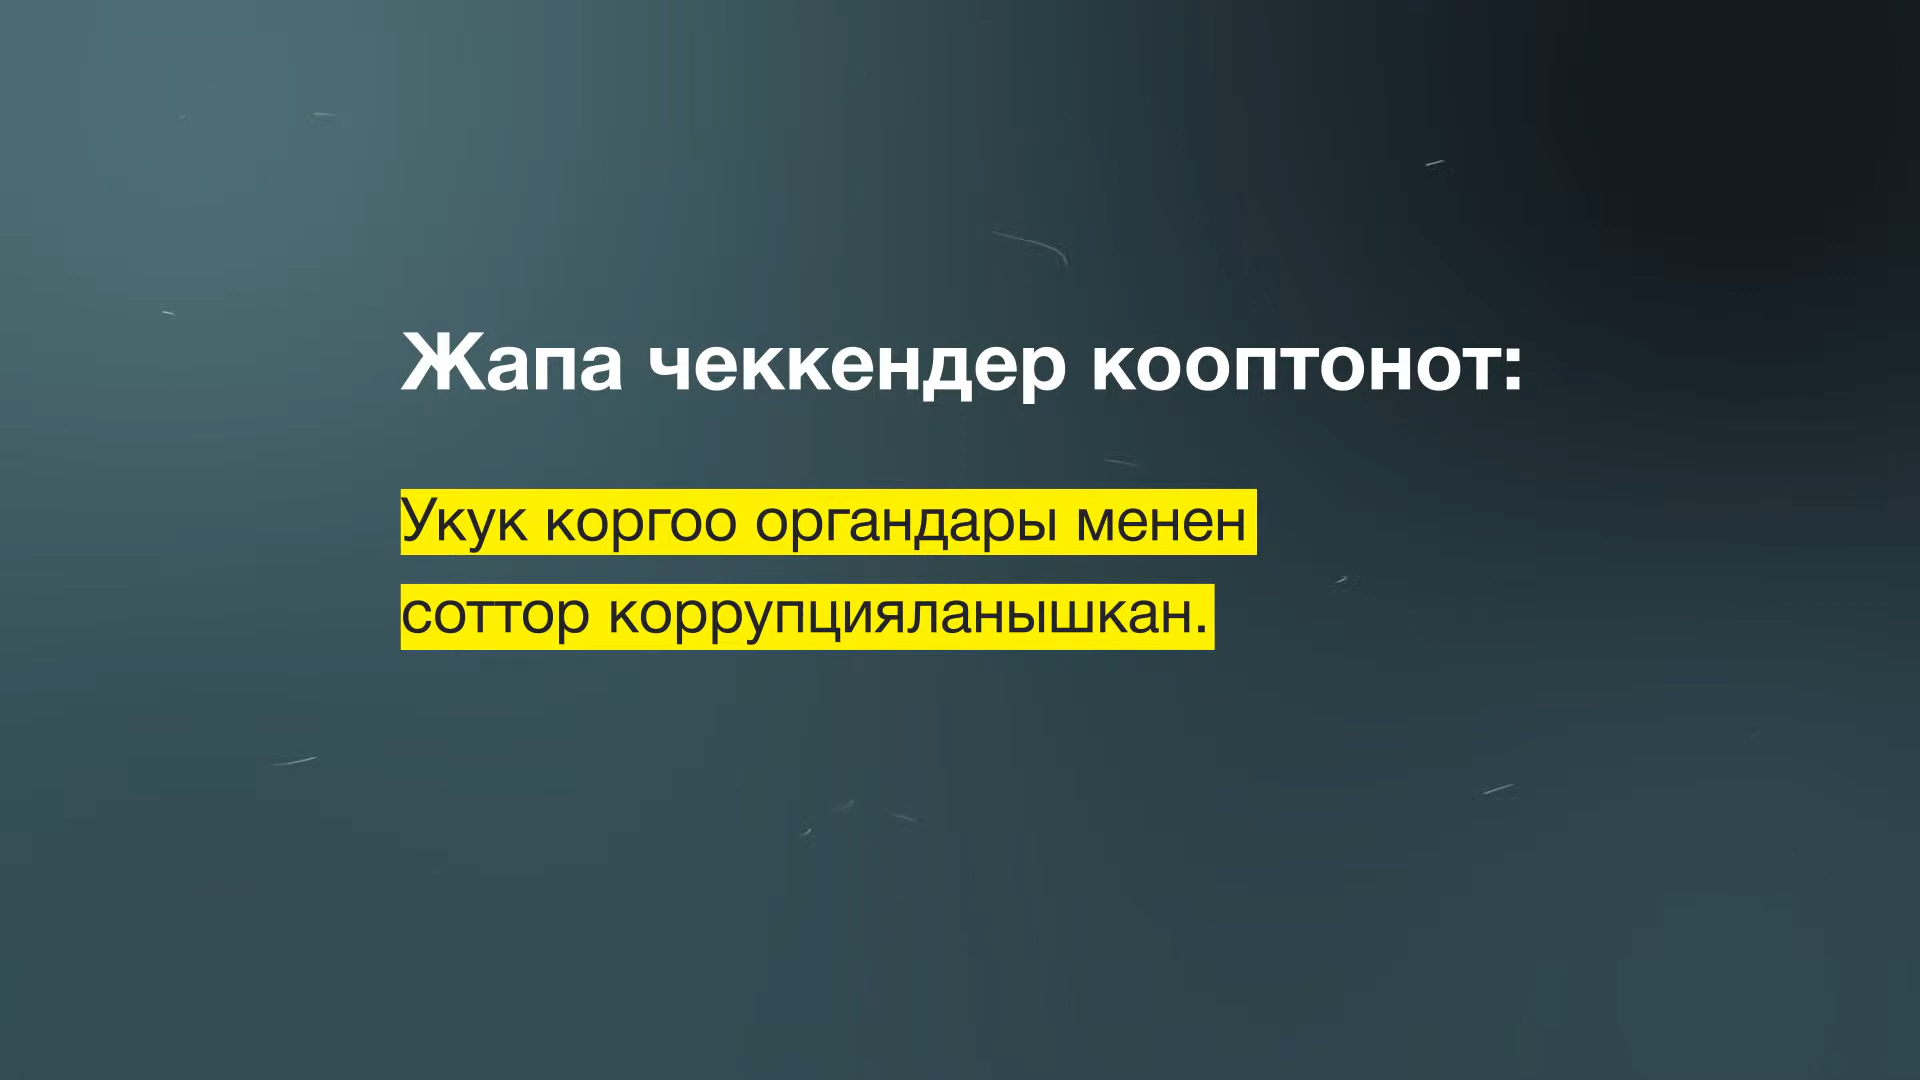 Жапа чеккендер кооптонот:
Укук коргоо органдары менен
соттор коррупцияланышкан.